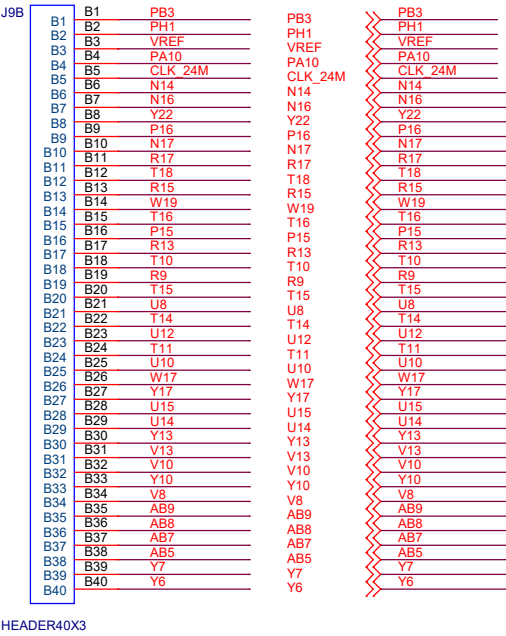 J9B
B1 B1 PB3 PB3 PB3
B2 B2 PH1 PH1 PH1
B3 B3 VREF VREF VREF
B4 B4 PA10 PA10 PA10
B5 B5 CLK_24M CLK_24M CLK_24M
B6 B6 N14 N14 N14
B7 B7 N16 N16 N16
B8 B8 Y22 Y22 Y22
B9 B9 P16 P16 P16
B10 B10 N17 N17 N17
B11 B11 R17 R17 R17
B12 B12 T18 T18 T18
B13 B13 R15 R15 R15
B14 B14 W19 W19 W19
B15 B15 T16 T16 T16
B16 B16 P15 P15 P15
B17 B17 R13 R13 R13
B18 B18 T10 T10 T10
B19 B19 R9 R9 R9
B20 B20 T15 T15 T15
B21 B21 U8 U8 U8
B22 B22 T14 T14 T14
B23 B23 U12 U12 U12
B24 B24 T11 T11 T11
B25 B25 U10 U10 U10
B26 B26 W17 W17 W17
B27 B27 Y17 Y17 Y17
B28 B28 U15 U15 U15
B29 B29 U14 U14 U14
B30 B30 Y13 Y13 Y13
B31 B31 V13 V13 V13
B32 B32 V10 V10 V10
B33 B33 Y10 Y10 Y10
B34 B34 V8 V8 V8
B35 B35 AB9 AB9 AB9
B36 B36 AB8 AB8 AB8
B37 B37 AB7 AB7 AB7
B38 B38 AB5 AB5 AB5
B39 B39 Y7 Y7 Y7
B40 B40 Y6 Y6 Y6
HEADER40X3